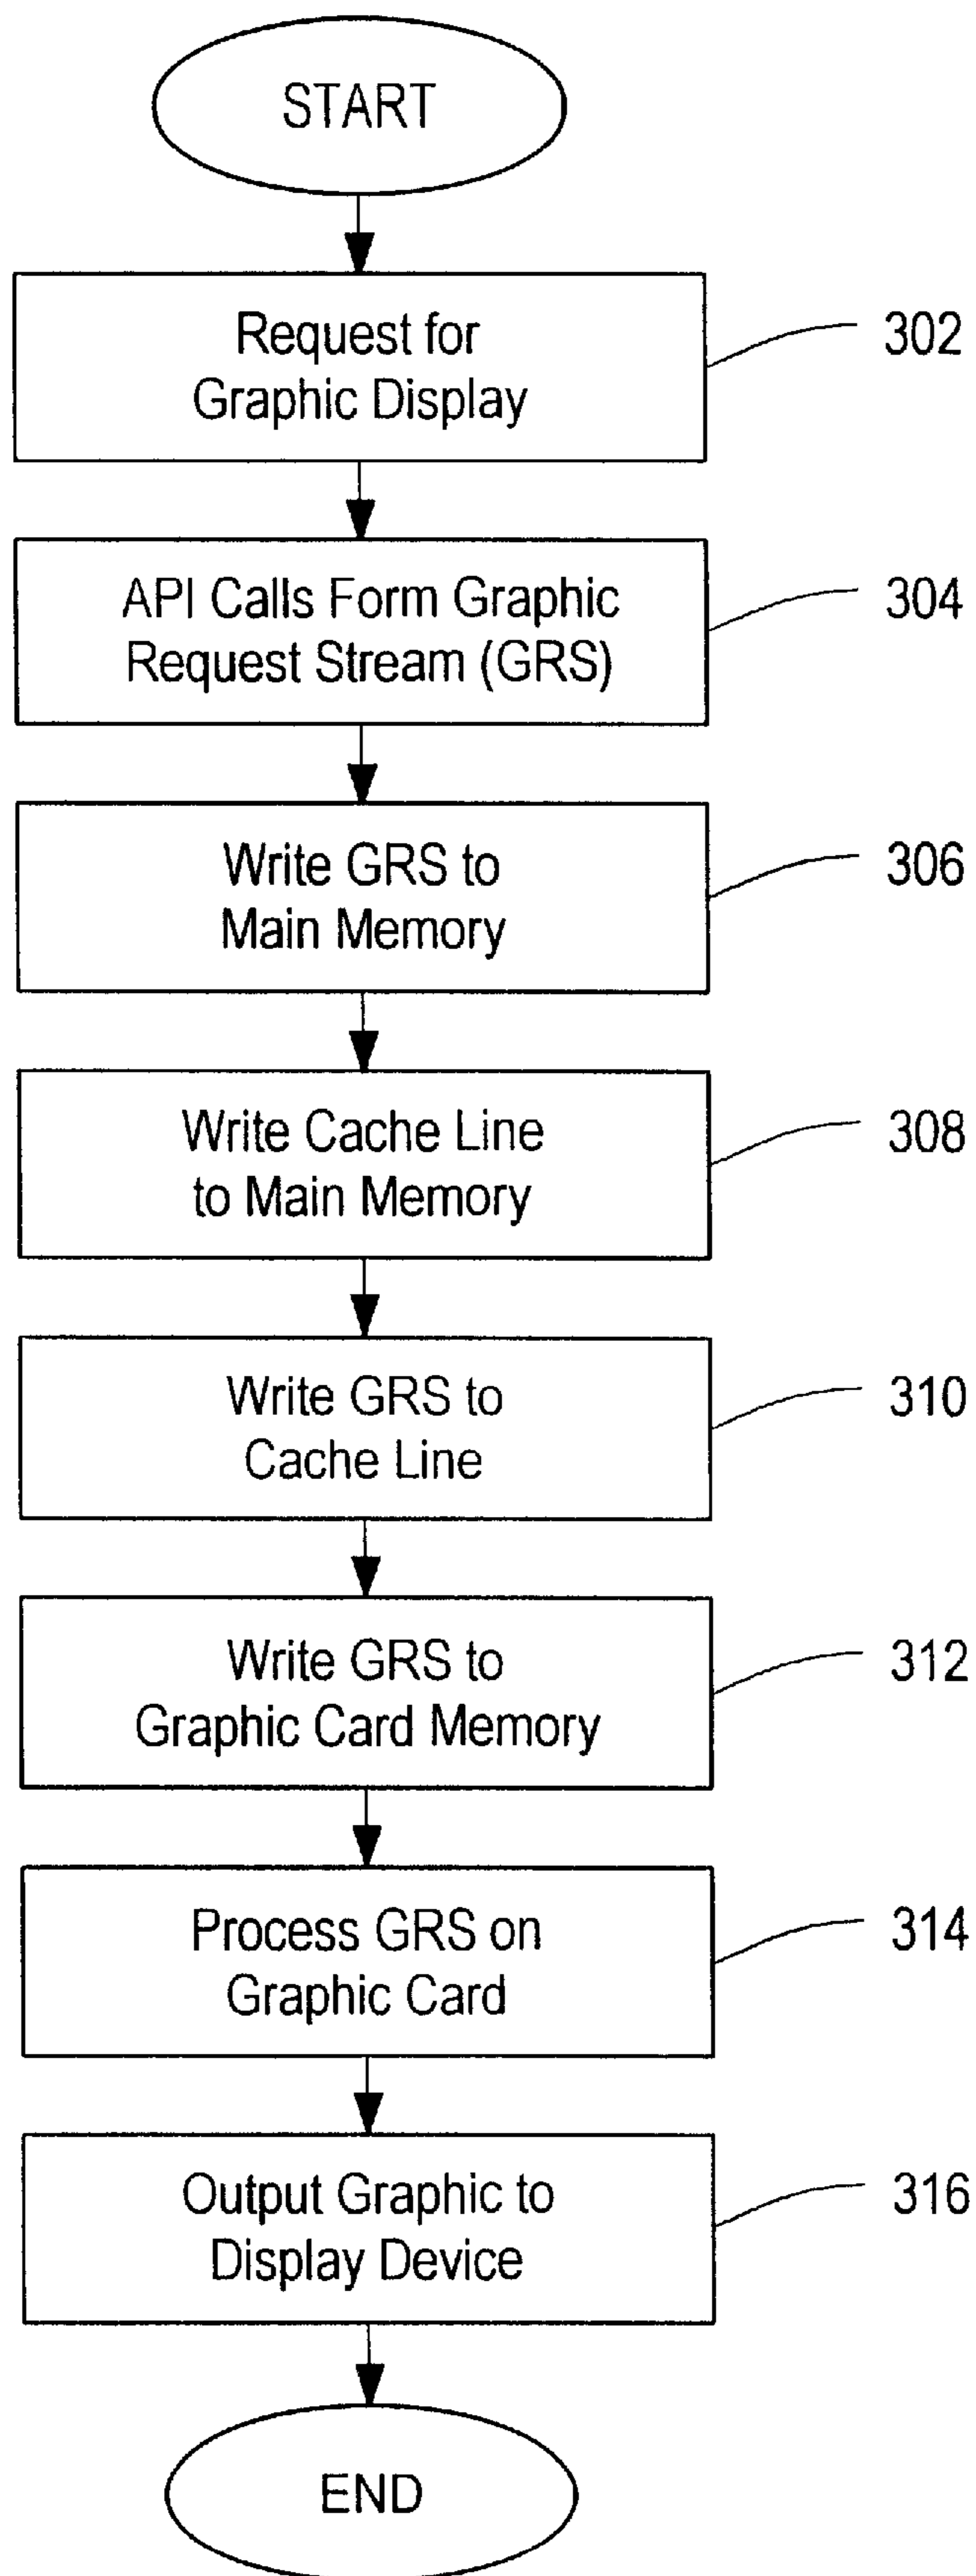 START
Request for
Graphic Display
302
API Calls Form Graphic
Request Stream (GRS)
304
Write GRS to
Main Memory
306
Write Cache Line
to Main Memory
308
Write GRS to
Cache Line
310
Write GRS to
Graphic Card Memory
312
Process GRS on
Graphic Card
314
Output Graphic to
Display Device
316
END